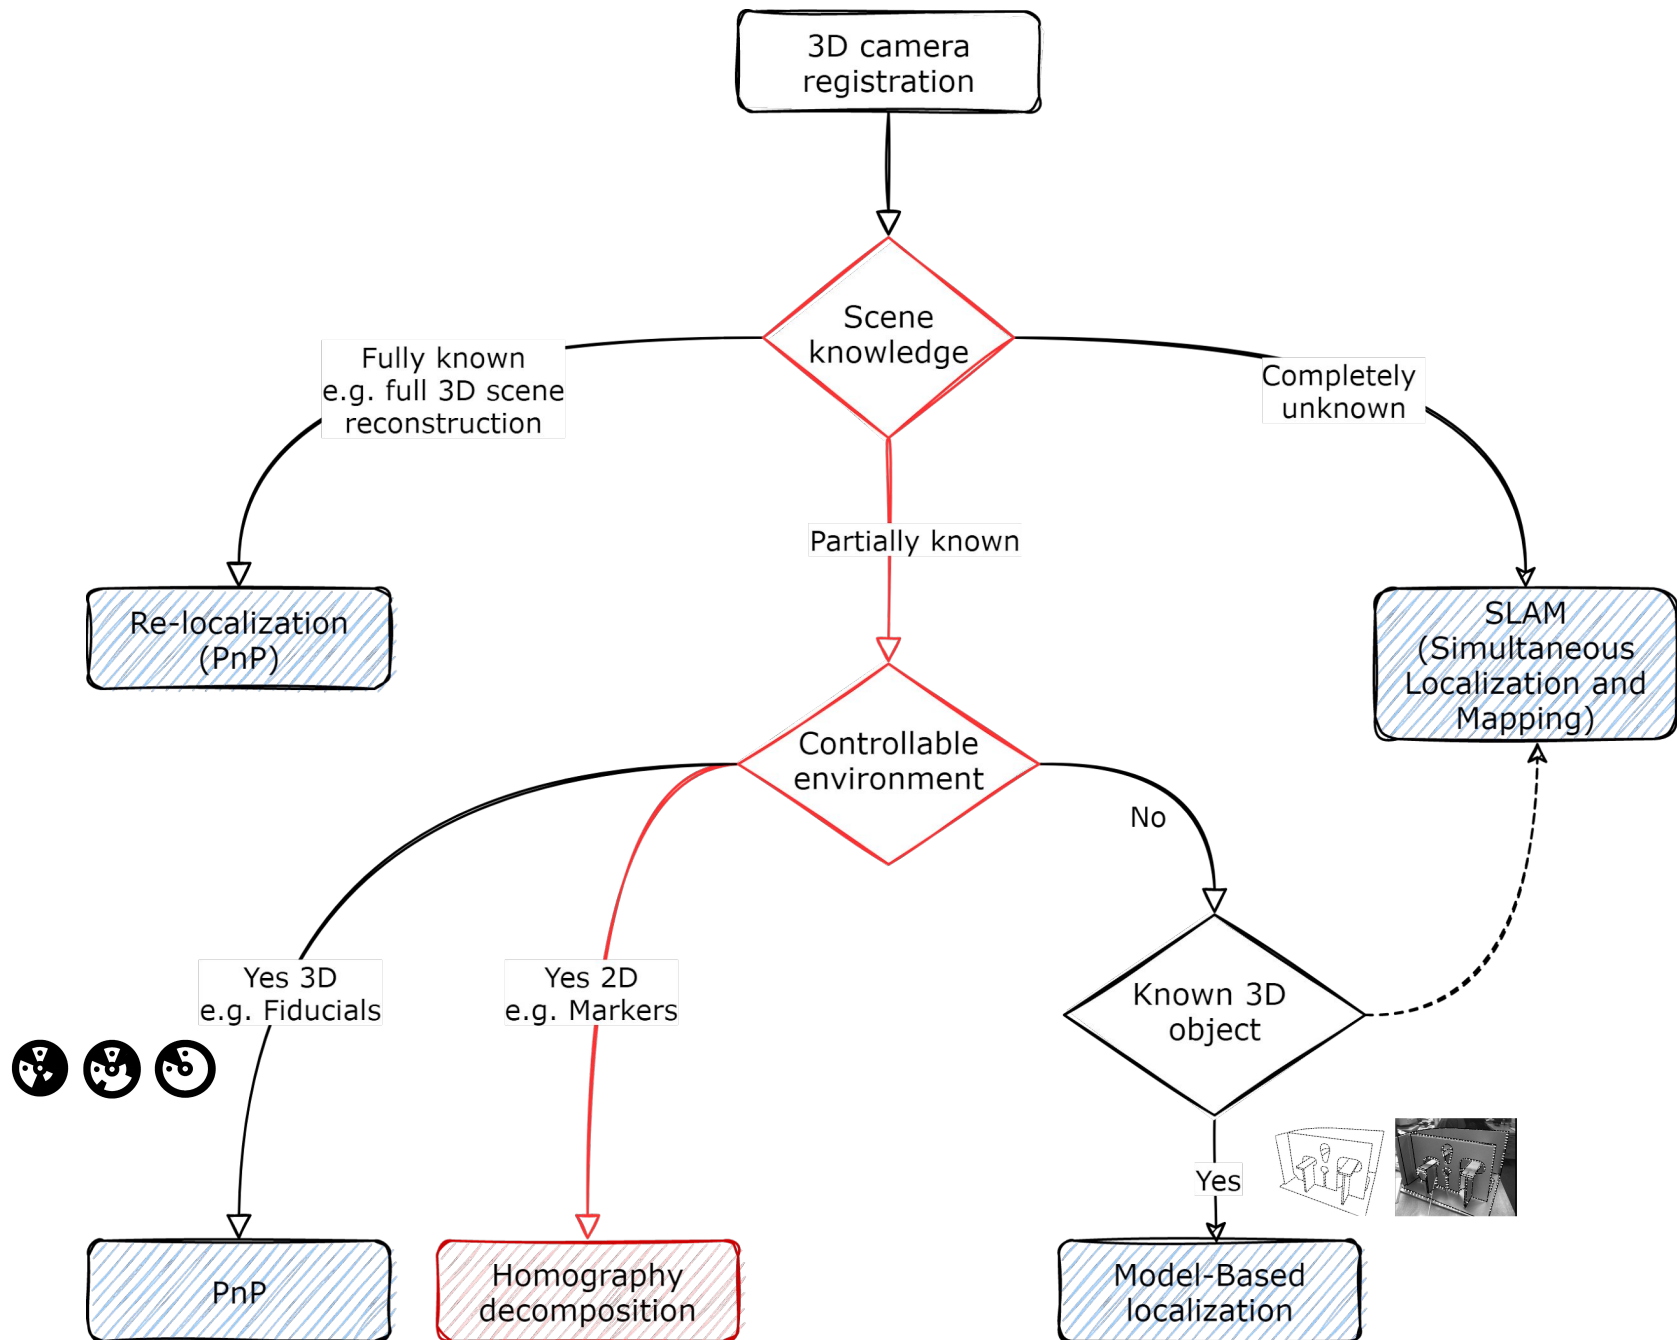 3D camera
registration
Scene
knowledge
Fully known
e.g. full 3D scene
reconstruction
Completely
unknown
Partially known
Re-localization
(PnP)
SLAM
(Simultaneous
Localization and
Mapping)
Controllable
environment
No
Yes 3D
e.g. Fiducials
Yes 2D
e.g. Markers
Known 3D
object
Yes
PnP
Homography
decomposition
Model-Based
localization